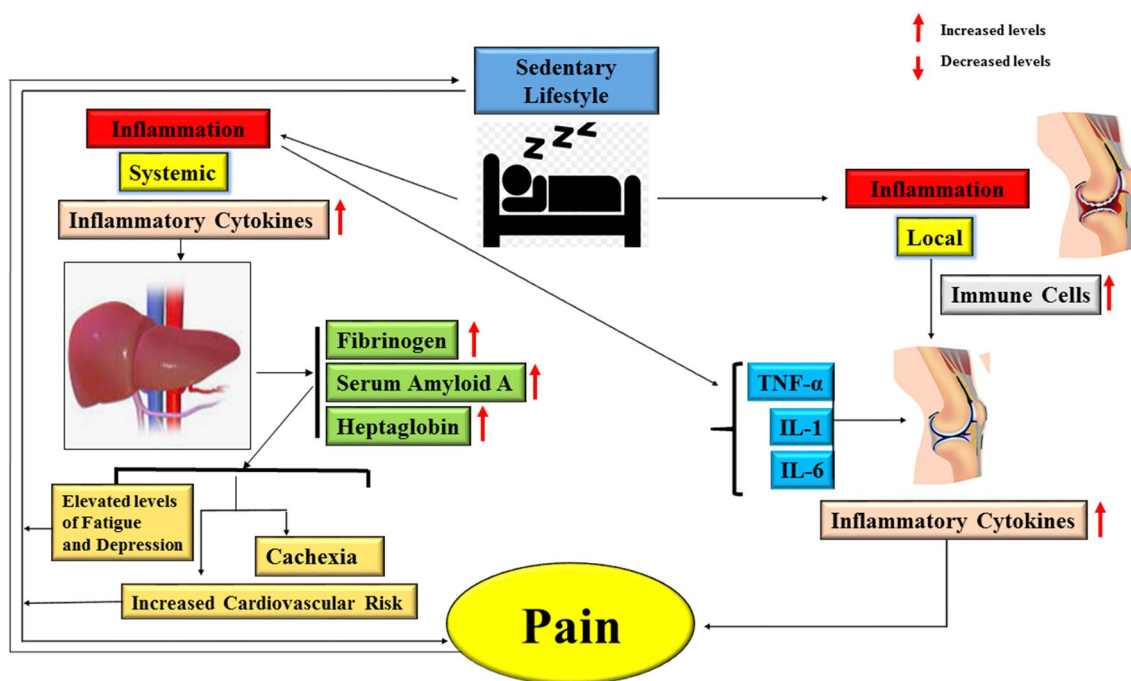 Increased levels
Decreased levels
Sedentary
Lifestyle
z z z z
Inflammation
Systemic
Inflammatory Cytokines
Fibrinogen
Serum Amyloid A
Heptaglobin
Elevated levels
of Fatigue
and Depression
Cachexia
Increased Cardiovascular Risk
Inflammation
Local
Immune Cells
TNF-α
IL-1
IL-6
Inflammatory Cytokines
Pain